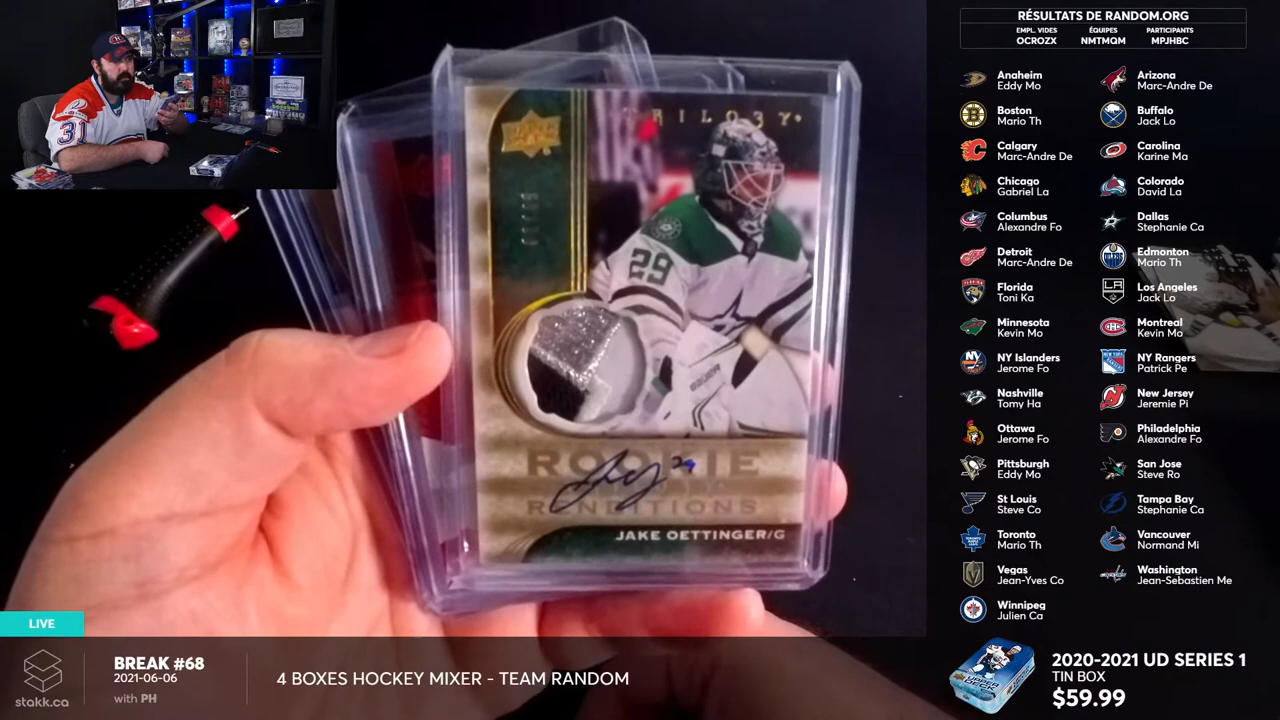 RÉSULTATS DE RANDOM.ORG
EMPL. VIDES
OCROZX
ÉQUIPES
NMTMQM
PARTICIPANTS
MPJHBC
Anaheim
Eddy Mo
Arizona
Marc-Andre De
Boston
Mario Th
Buffalo
Jack Lo
Calgary
Marc-Andre De
Carolina
Karine Ma
Chicago
Gabriel La
Colorado
David La
Columbus
Alexandre Fo
Dallas
Stephanie Ca
Detroit
Marc-Andre De
Edmonton
Mario Th
Florida
Toni Ka
Los Angeles
Jack Lo
Minnesota
Kevin Mo
Montreal
Kevin Mo
NY Islanders
Jerome Fo
NY Rangers
Patrick Pe
Nashville
Tomy Ha
New Jersey
Jeremie Pi
Ottawa
Jerome Fo
Philadelphia
Alexandre Fo
Pittsburgh
Eddy Mo
San Jose
Steve Ro
St Louis
Steve Co
Tampa Bay
Stephanie Ca
Toronto
Mario Th
Vancouver
Normand Mi
Vegas
Jean-Yves Co
Washington
Jean-Sebastien Me
Winnipeg
Julien Ca
31
TRILOGY
29
ROOKIE
RENDITIONS
29
JAKE OETTINGER/G
LIVE
stakk.ca
BREAK #68
2021-06-06
with PH
4 BOXES HOCKEY MIXER - TEAM RANDOM
2020-2021 UD SERIES 1
TIN BOX
$59.99